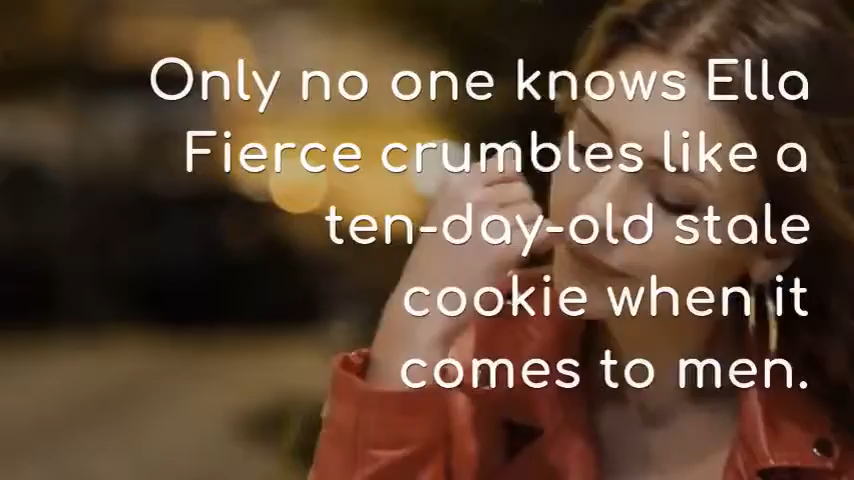 Only no one knows Ella
Fierce crumbles like a
ten-day-old stale
cookie when it
comes to men.